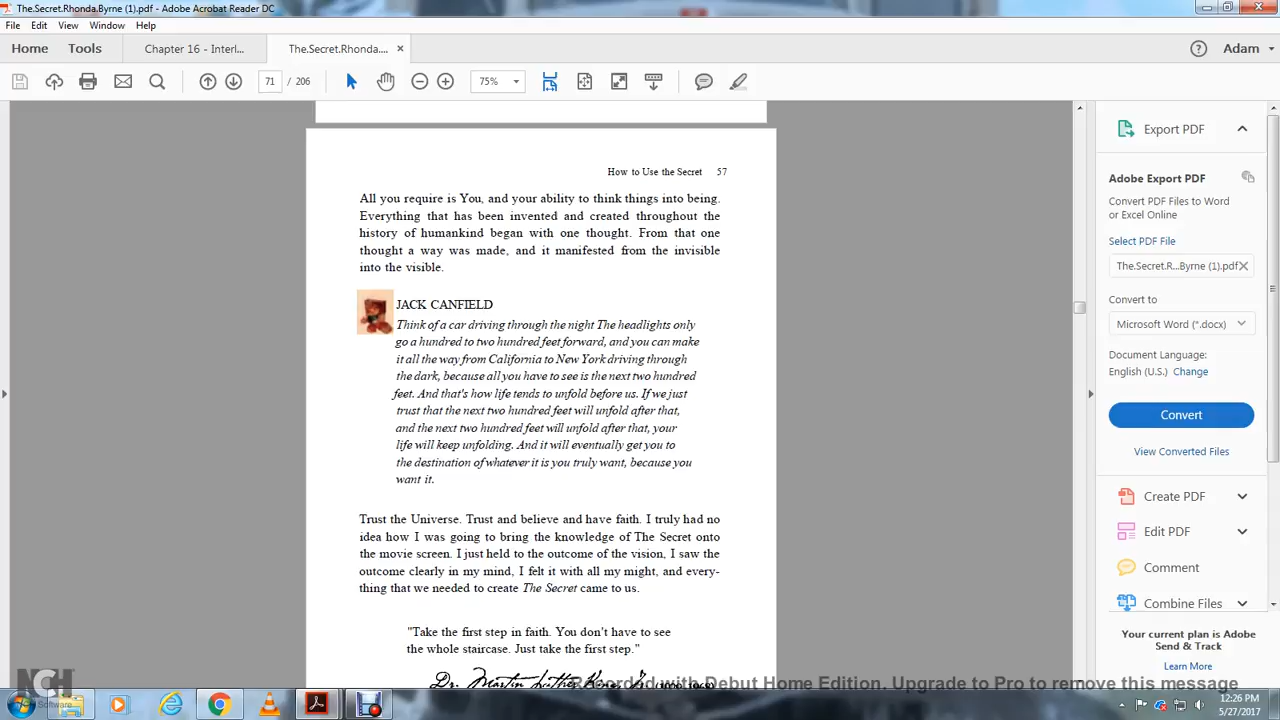 The.Secret.Rhonda.Byrne (1).pdf - Adobe Acrobat Reader DC
File Edit View Window Help
Home Tools Chapter 16 - Interl... The.Secret.Rhonda.... × Adam
71 / 206 75%
How to Use the Secret 57
All you require is You, and your ability to think things into being.
Everything that has been invented and created throughout the
history of humankind began with one thought. From that one
thought a way was made, and it manifested from the invisible
into the visible.
JACK CANFIELD
Think of a car driving through the night The headlights only
go a hundred to two hundred feet forward, and you can make
it all the way from California to New York driving through
the dark, because all you have to see is the next two hundred
feet. And that's how life tends to unfold before us. If we just
trust that the next two hundred feet will unfold after that,
and the next two hundred feet will unfold after that, your
life will keep unfolding. And it will eventually get you to
the destination of whatever it is you truly want, because you
want it.
Trust the Universe. Trust and believe and have faith. I truly had no
idea how I was going to bring the knowledge of The Secret onto
the movie screen. I just held to the outcome of the vision, I saw the
outcome clearly in my mind, I felt it with all my might, and every-
thing that we needed to create The Secret came to us.
"Take the first step in faith. You don't have to see
the whole staircase. Just take the first step."
Dr. Martin Luther King Jr.
Export PDF
Adobe Export PDF
Convert PDF Files to Word
or Excel Online
Select PDF File
The.Secret.R...Byrne (1).pdf
Convert to
Microsoft Word (*.docx)
Document Language:
English (U.S.) Change
Convert
View Converted Files
Create PDF
Edit PDF
Comment
Combine Files
Your current plan is Adobe
Send & Track
Learn More
NCH Software
Recorded with Debut Home Edition. Upgrade to Pro to remove this message
12:26 PM
5/27/2017